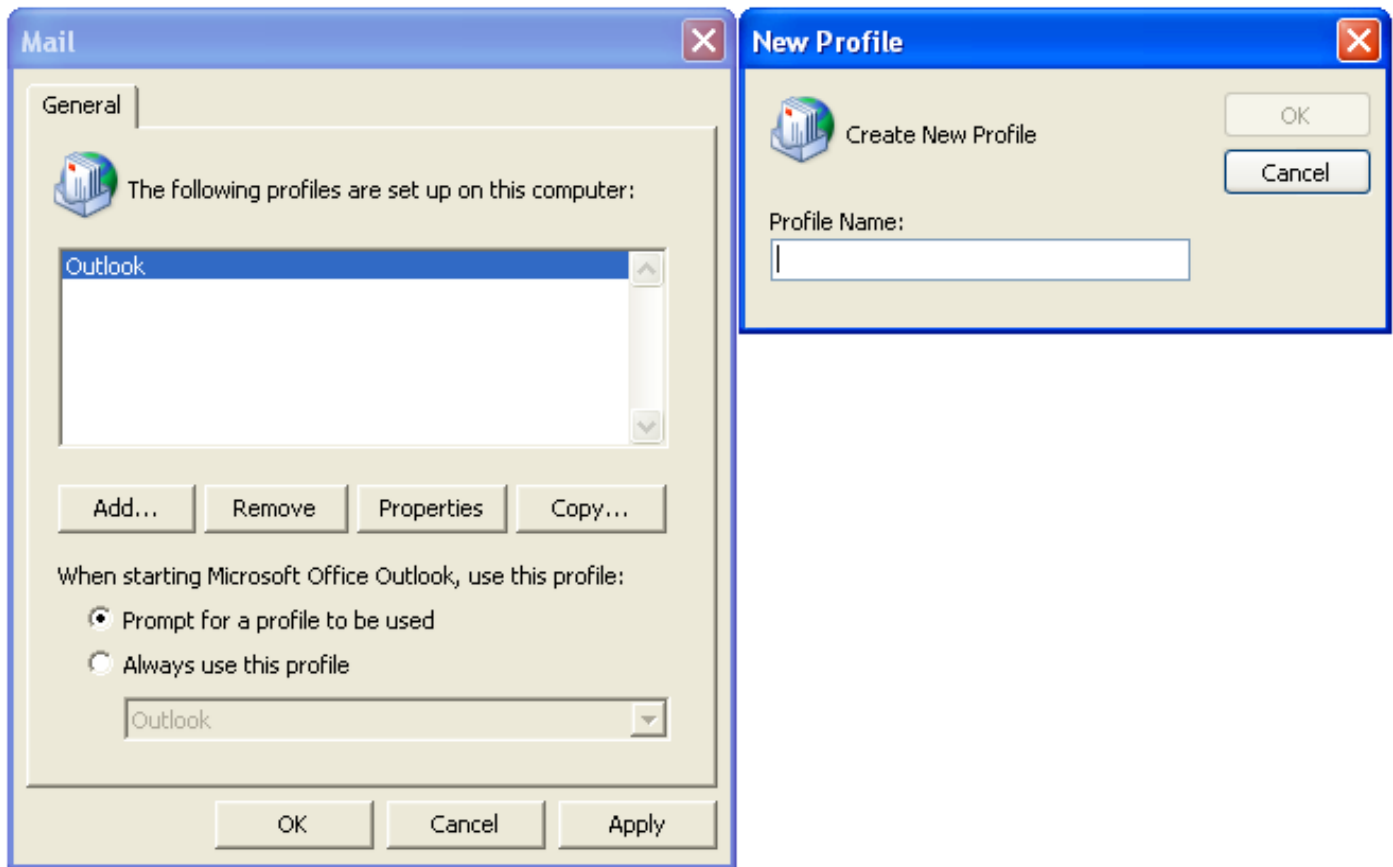 Mail
General
The following profiles are set up on this computer:
Outlook
Add...
Remove
Properties
Copy...
When starting Microsoft Office Outlook, use this profile:
Prompt for a profile to be used
Always use this profile
Outlook
OK
Cancel
Apply
New Profile
Create New Profile
OK
Cancel
Profile Name: